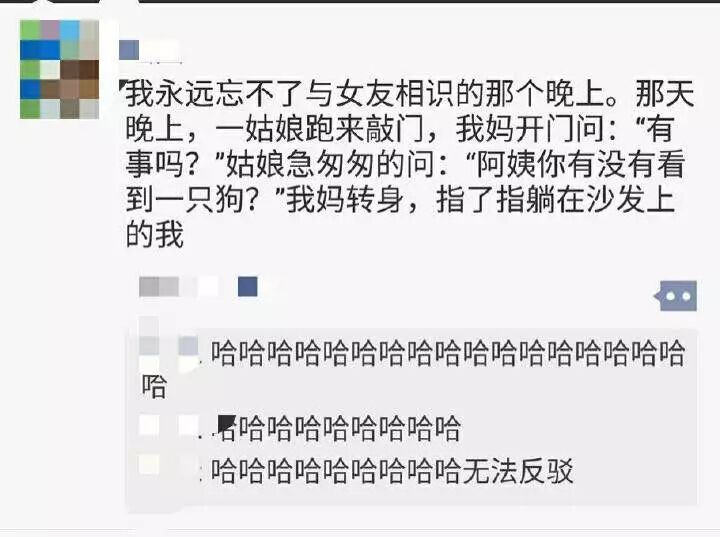 我永远忘不了与女友相识的那个晚上。那天
晚上，一姑娘跑来敲门，我妈开门问：“有
事吗？”姑娘急匆匆的问：“阿姨你有没有看
到一只狗？”我妈转身，指了指躺在沙发上
的我
哈哈哈哈哈哈哈哈哈哈哈哈哈哈哈哈哈
哈
哈哈哈哈哈哈哈哈哈
哈哈哈哈哈哈哈哈哈无法反驳